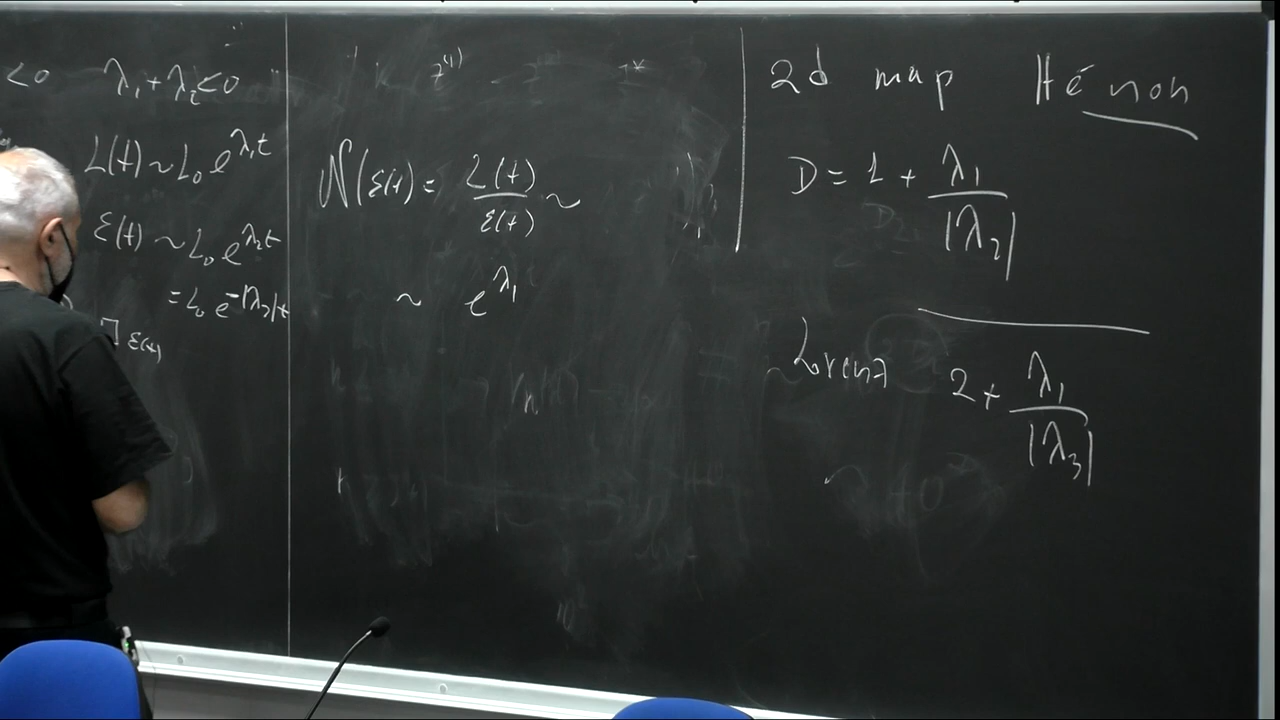 <0 λ₁ + λ₂ < 0
L(t) ~ L₀ e^{λ₁t}
ε(t) ~ L₀ e^{λ₂t}
= L₀ e^{-|λ₂|t}
ε(t)
z⁽¹⁾
N(ε(t)) = L(t)/ε(t) ~
~ e^{λ₁}
2d map Hénon
D = 1 + λ₁/|λ₂|
Lorenz 2 + λ₁/|λ₃|